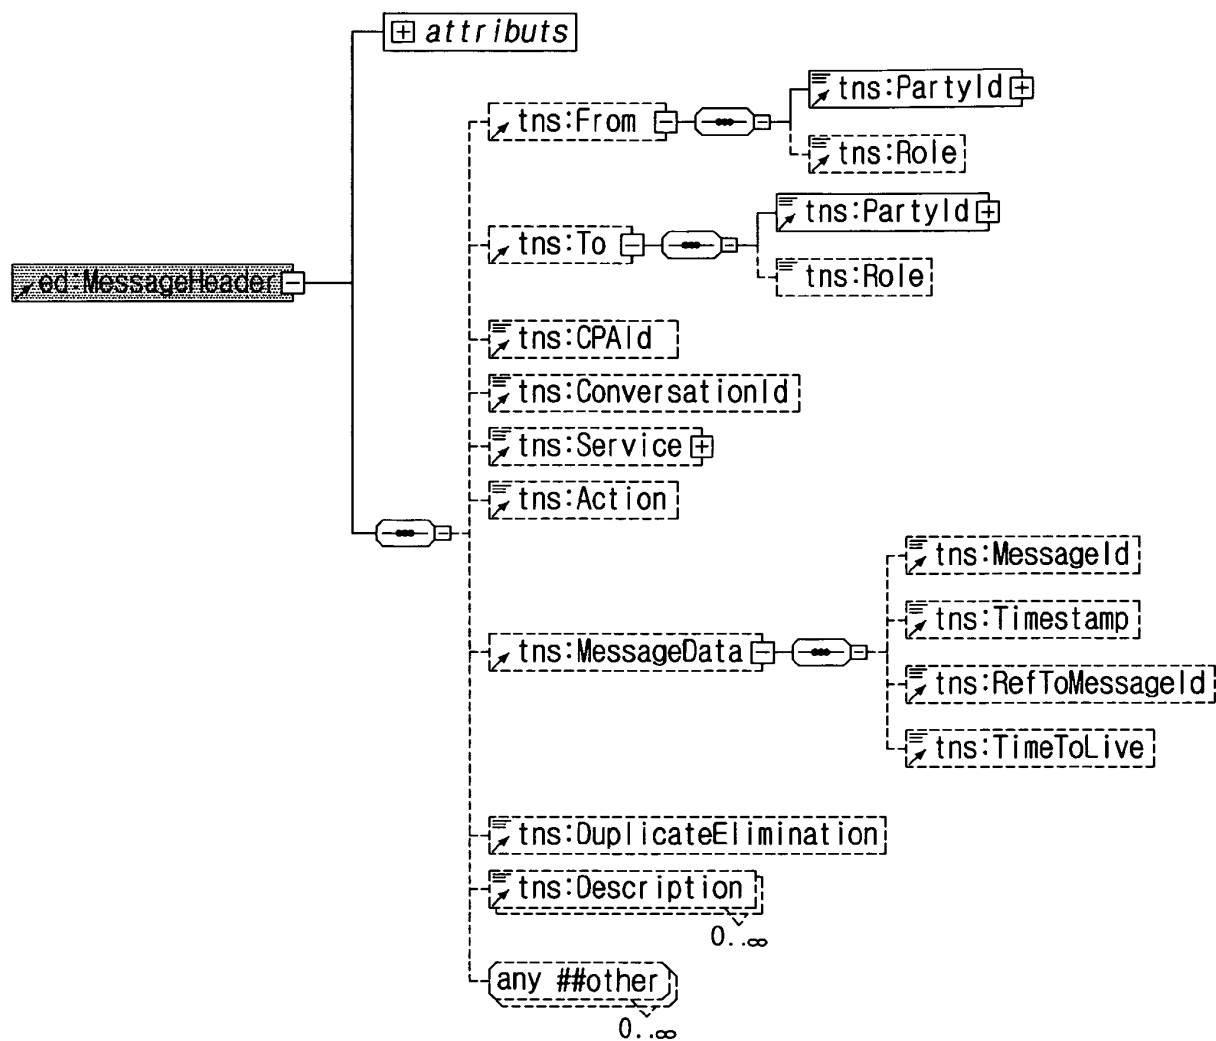 attributs
tns:PartyId
tns:From
tns:Role
tns:PartyId
tns:To
tns:Role
ed:MessageHeader
tns:CPAId
tns:ConversationId
tns:Service
tns:Action
tns:MessageId
tns:Timestamp
tns:MessageData
tns:RefToMessageId
tns:TimeToLive
tns:DuplicateElimination
tns:Description
0..∞
any ##other
0..∞